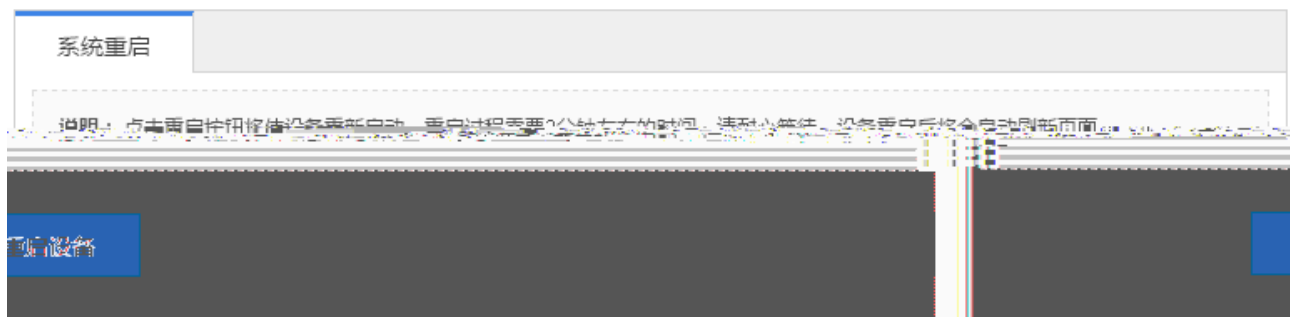 系统重启
说明：点击重启按钮将使设备重新启动，重启过程需要2分钟左右的时间，请耐心等待，设备重启后将会自动刷新页面
设备